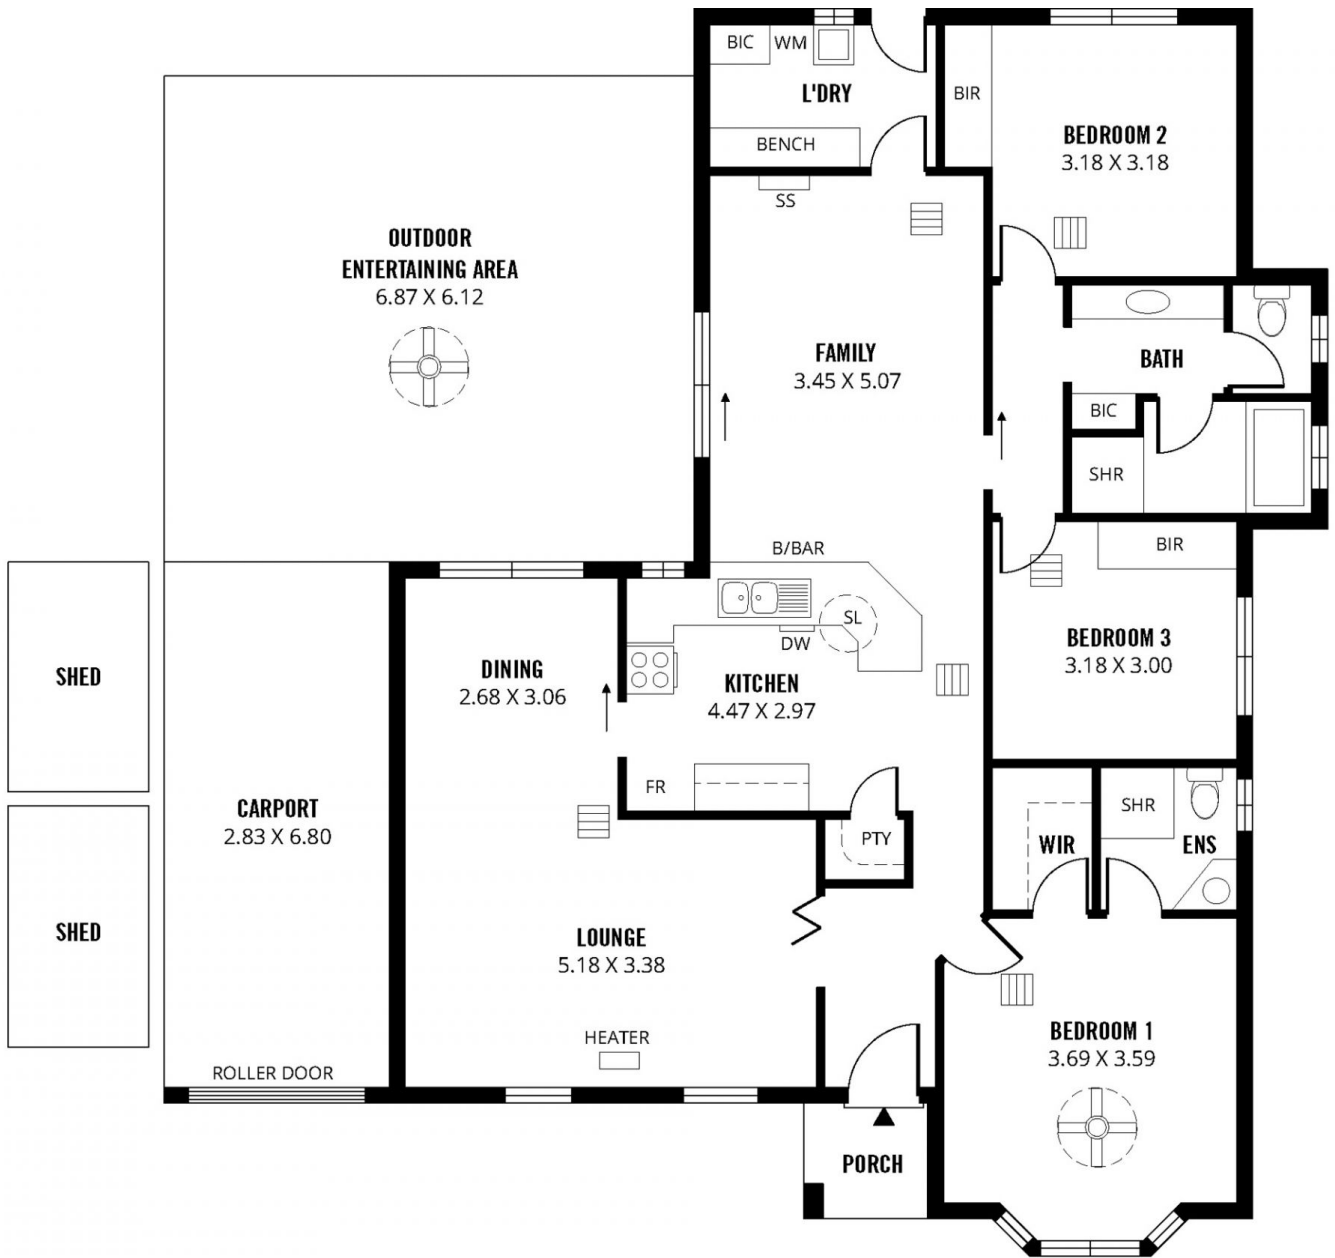 BIC
WM
L'DRY
BENCH
SS
BIR
BEDROOM 2
3.18 X 3.18
OUTDOOR
ENTERTAINING AREA
6.87 X 6.12
FAMILY
3.45 X 5.07
BATH
BIC
SHR
B/BAR
BIR
SL
DW
BEDROOM 3
3.18 X 3.00
SHED
DINING
2.68 X 3.06
KITCHEN
4.47 X 2.97
FR
CARPORT
2.83 X 6.80
PTY
WIR
SHR
ENS
SHED
LOUNGE
5.18 X 3.38
HEATER
BEDROOM 1
3.69 X 3.59
ROLLER DOOR
PORCH